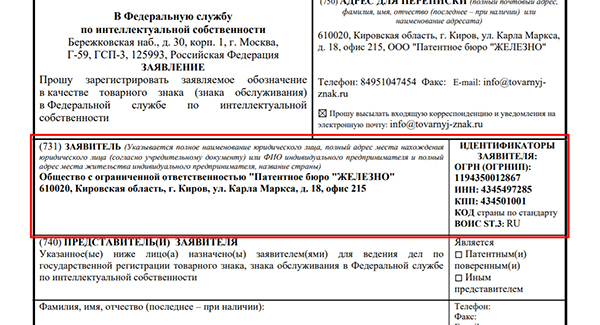 (750) АДРЕС ДЛЯ ПЕРЕПИСКИ (полный почтовый адрес,
фамилия, имя, отчество (последнее – при наличии) или
наименование адресата)
В Федеральную службу
по интеллектуальной собственности
Бережковская наб., д. 30, корп. 1, г. Москва,
Г-59, ГСП-3, 125993, Российская Федерация
ЗАЯВЛЕНИЕ
Прошу зарегистрировать заявляемое обозначение
в качестве товарного знака (знака обслуживания)
в Федеральной службе по интеллектуальной
собственности
610020, Кировская область, г. Киров, ул. Карла Маркса,
д. 18, офис 215, ООО "Патентное бюро "ЖЕЛЕЗНО"
Телефон: 84951047454 Факс: E-mail: info@tovarnyj-
znak.ru
Прошу высылать входящую корреспонденцию и уведомления на
электронную почту: info@tovarnyj-znak.ru
(731) ЗАЯВИТЕЛЬ (Указывается полное наименование юридического лица, полный адрес места нахождения
юридического лица (согласно учредительному документу) или ФИО индивидуального предпринимателя и полный
адрес места жительства индивидуального предпринимателя, название страны)
Общество с ограниченной ответственностью "Патентное бюро "ЖЕЛЕЗНО"
610020, Кировская область, г. Киров, ул. Карла Маркса, д. 18, офис 215
ИДЕНТИФИКАТОРЫ
ЗАЯВИТЕЛЯ:
ОГРН (ОГРНИП):
1194350012867
ИНН: 4345497285
КПП: 434501001
КОД страны по стандарту
ВОИС ST.3: RU
(740) ПРЕДСТАВИТЕЛЬ(И) ЗАЯВИТЕЛЯ
Указанное(ые) ниже лицо(а) назначено(ы) заявителем(ями) для ведения дел по
государственной регистрации товарного знака, знака обслуживания в Федеральной службе
по интеллектуальной собственности
Является
Патентным(и)
поверенным(и)
Иным
представителем
Фамилия, имя, отчество (последнее – при наличии):
Телефон:
Факс: